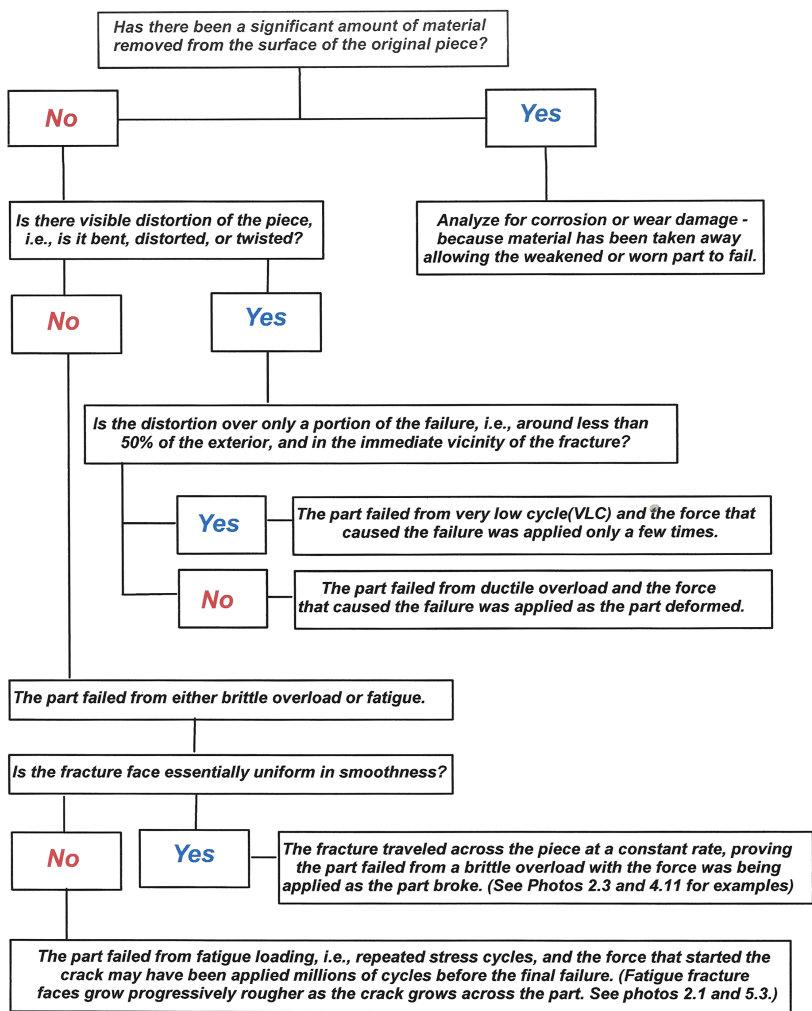 Has there been a significant amount of material
removed from the surface of the original piece?
No
Yes
Is there visible distortion of the piece,
i.e., is it bent, distorted, or twisted?
Analyze for corrosion or wear damage -
because material has been taken away
allowing the weakened or worn part to fail.
No
Yes
Is the distortion over only a portion of the failure, i.e., around less than
50% of the exterior, and in the immediate vicinity of the fracture?
Yes
The part failed from very low cycle(VLC) and the force that
caused the failure was applied only a few times.
No
The part failed from ductile overload and the force
that caused the failure was applied as the part deformed.
The part failed from either brittle overload or fatigue.
Is the fracture face essentially uniform in smoothness?
No
Yes
The fracture traveled across the piece at a constant rate, proving
the part failed from a brittle overload with the force was being
applied as the part broke. (See Photos 2.3 and 4.11 for examples)
The part failed from fatigue loading, i.e., repeated stress cycles, and the force that started the
crack may have been applied millions of cycles before the final failure. (Fatigue fracture
faces grow progressively rougher as the crack grows across the part. See photos 2.1 and 5.3.)